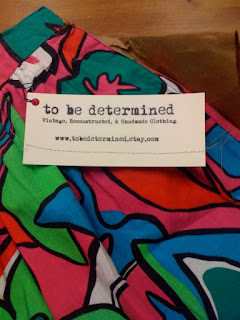 to be determined
Vintage, Reconstructed, & Handmade Clothing
www.tobedetermined.etsy.com